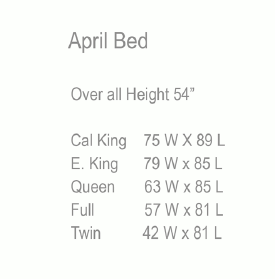 April Bed
Over all Height 54”
Cal King 75 W X 89 L
E. King 79 W x 85 L
Queen 63 W x 85 L
Full 57 W x 81 L
Twin 42 W x 81 L